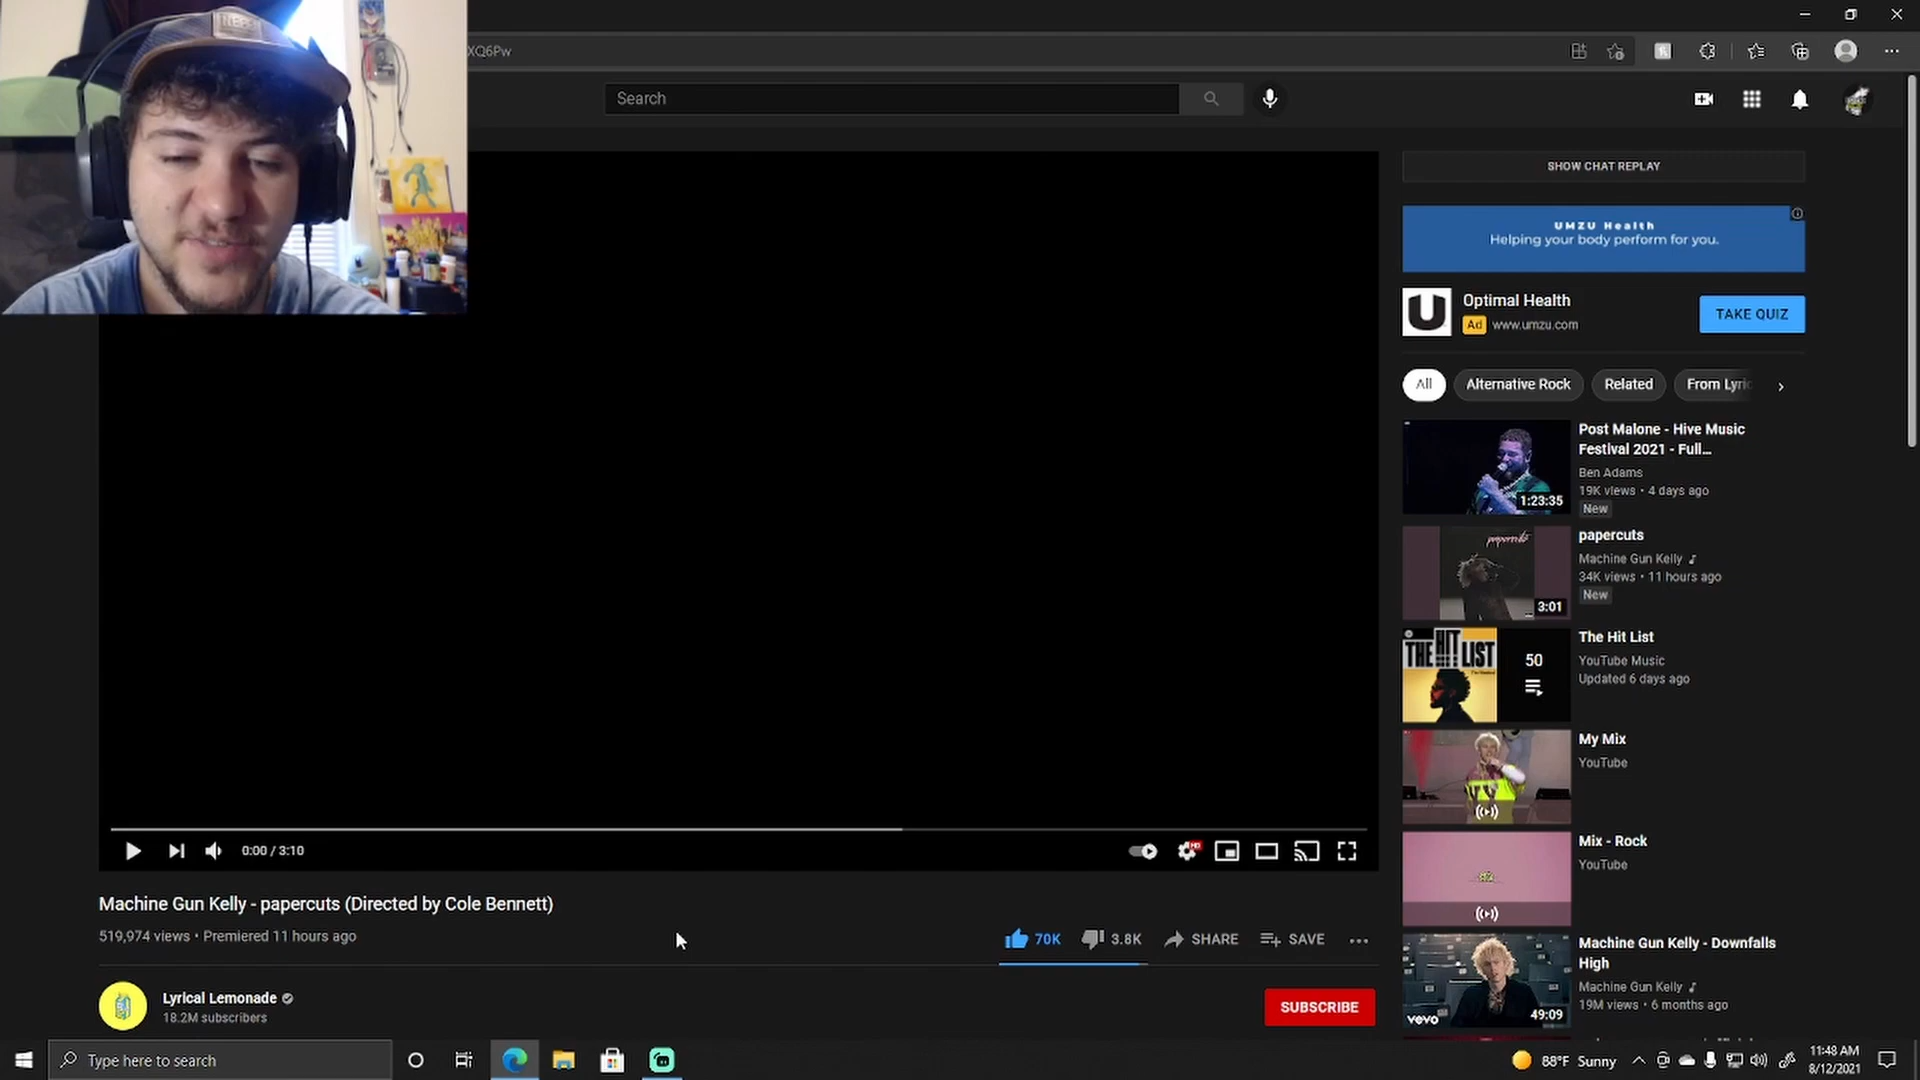 XQ6Pw
Search
SHOW CHAT REPLAY
UMZU Health
Helping your body perform for you.
Optimal Health
Ad www.umzu.com
TAKE QUIZ
All
Alternative Rock
Related
From Lyric
Post Malone - Hive Music
Festival 2021 - Full...
Ben Adams
19K views • 4 days ago
New
1:23:35
papercuts
papercuts
Machine Gun Kelly
34K views • 11 hours ago
New
3:01
THE HIT LIST
50
The Hit List
YouTube Music
Updated 6 days ago
My Mix
YouTube
Mix - Rock
YouTube
Machine Gun Kelly - Downfalls
High
Machine Gun Kelly
19M views • 6 months ago
vevo
49:09
0:00 / 3:10
HD
Machine Gun Kelly - papercuts (Directed by Cole Bennett)
519,974 views • Premiered 11 hours ago
70K
3.8K
SHARE
SAVE
Lyrical Lemonade
18.2M subscribers
SUBSCRIBE
Type here to search
88°F Sunny
11:48 AM
8/12/2021